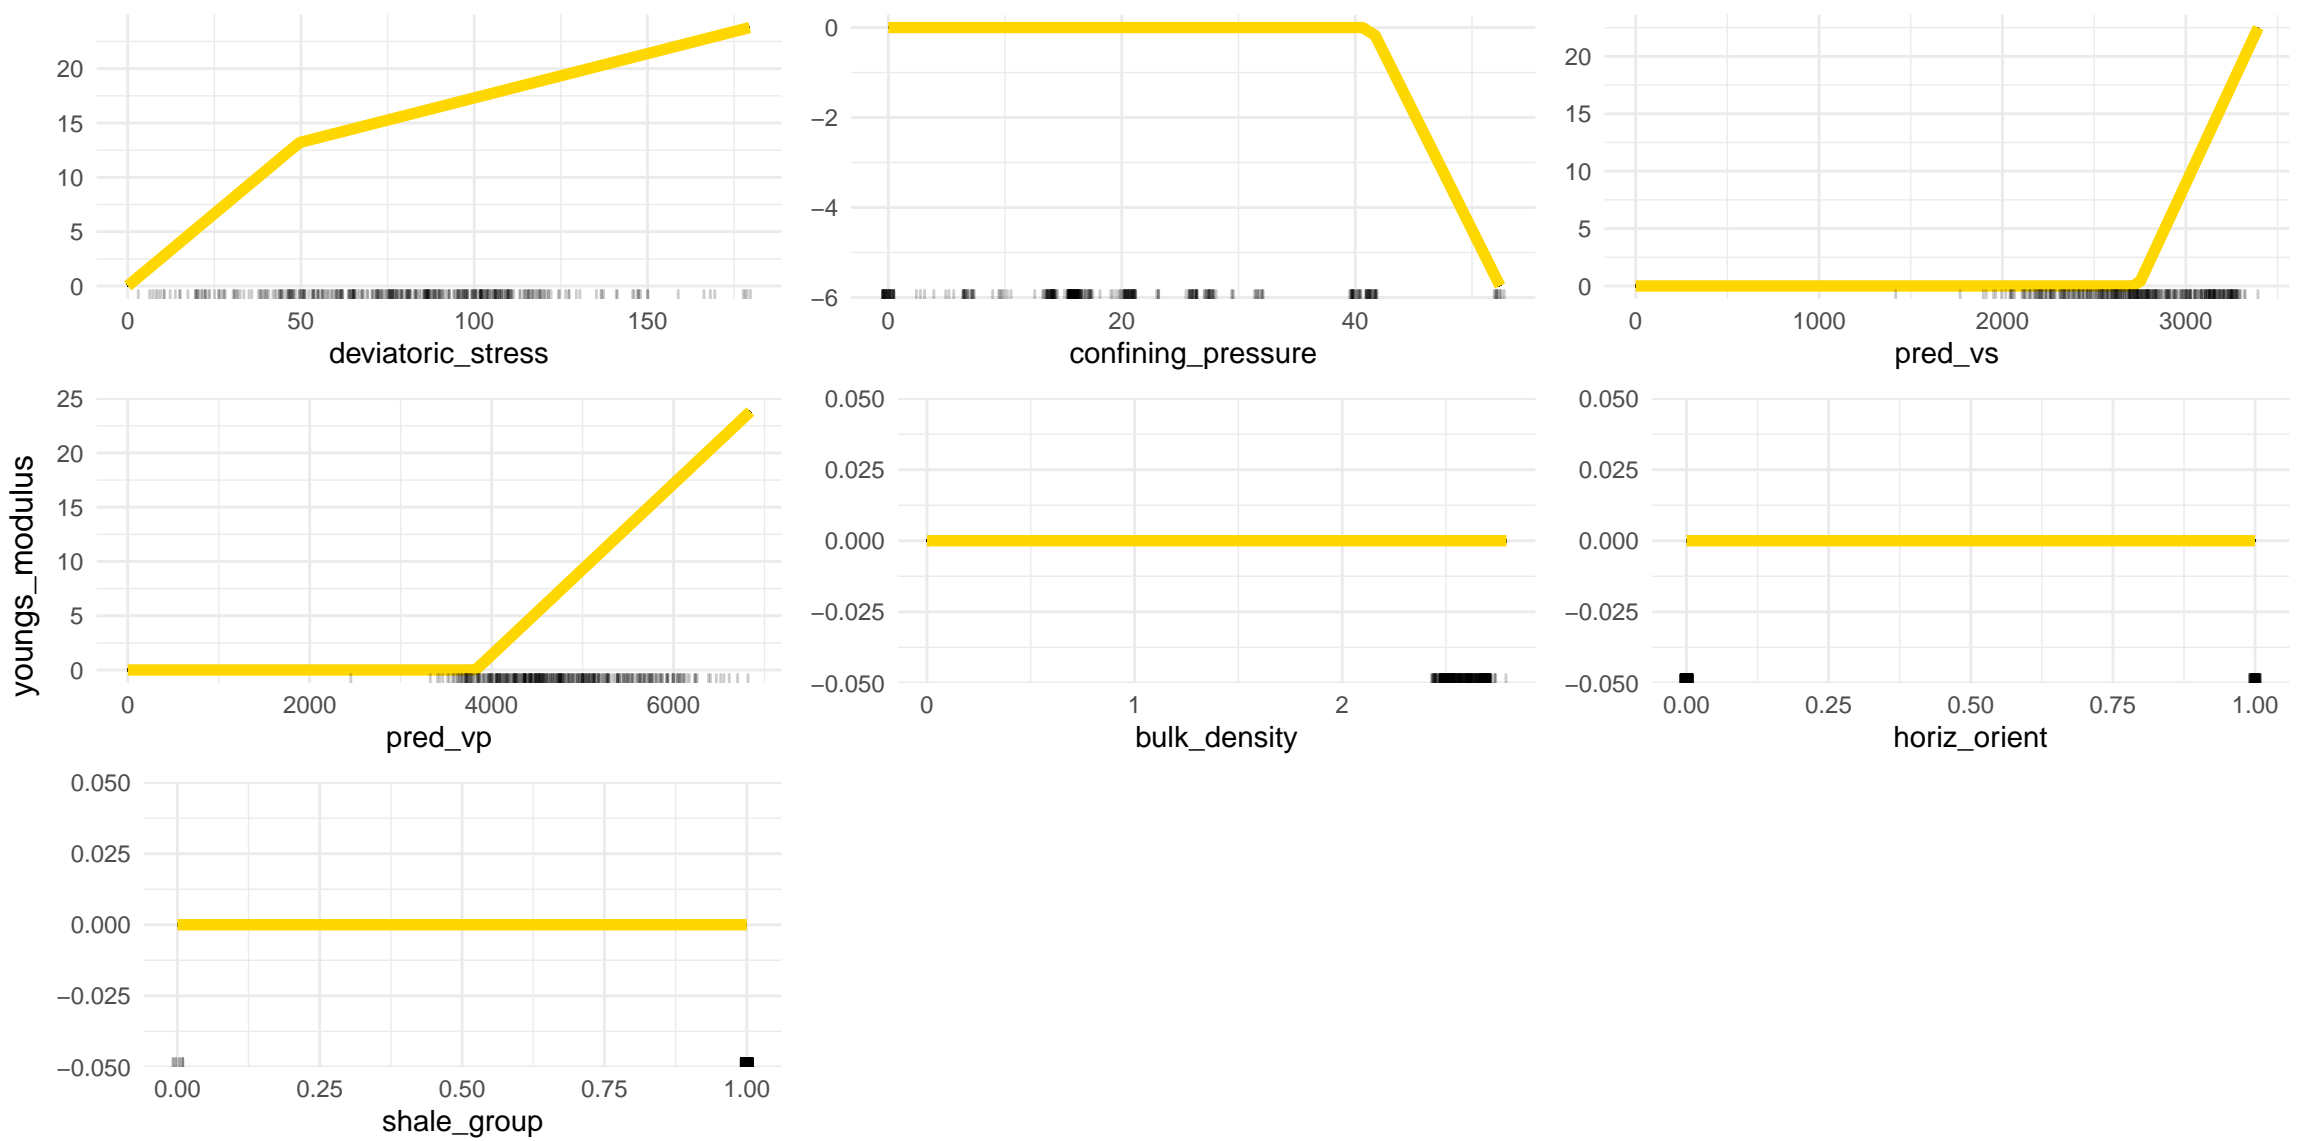 20
15
10
5
0
0 50 100 150
deviatoric_stress
0
−2
−4
−6
0 20 40
confining_pressure
20
15
10
5
0
0 1000 2000 3000
pred_vs
youngs_modulus
25
20
15
10
5
0
0 2000 4000 6000
pred_vp
0.050
0.025
0.000
−0.025
−0.050
0 1 2
bulk_density
0.050
0.025
0.000
−0.025
−0.050
0.00 0.25 0.50 0.75 1.00
horiz_orient
0.050
0.025
0.000
−0.025
−0.050
0.00 0.25 0.50 0.75 1.00
shale_group